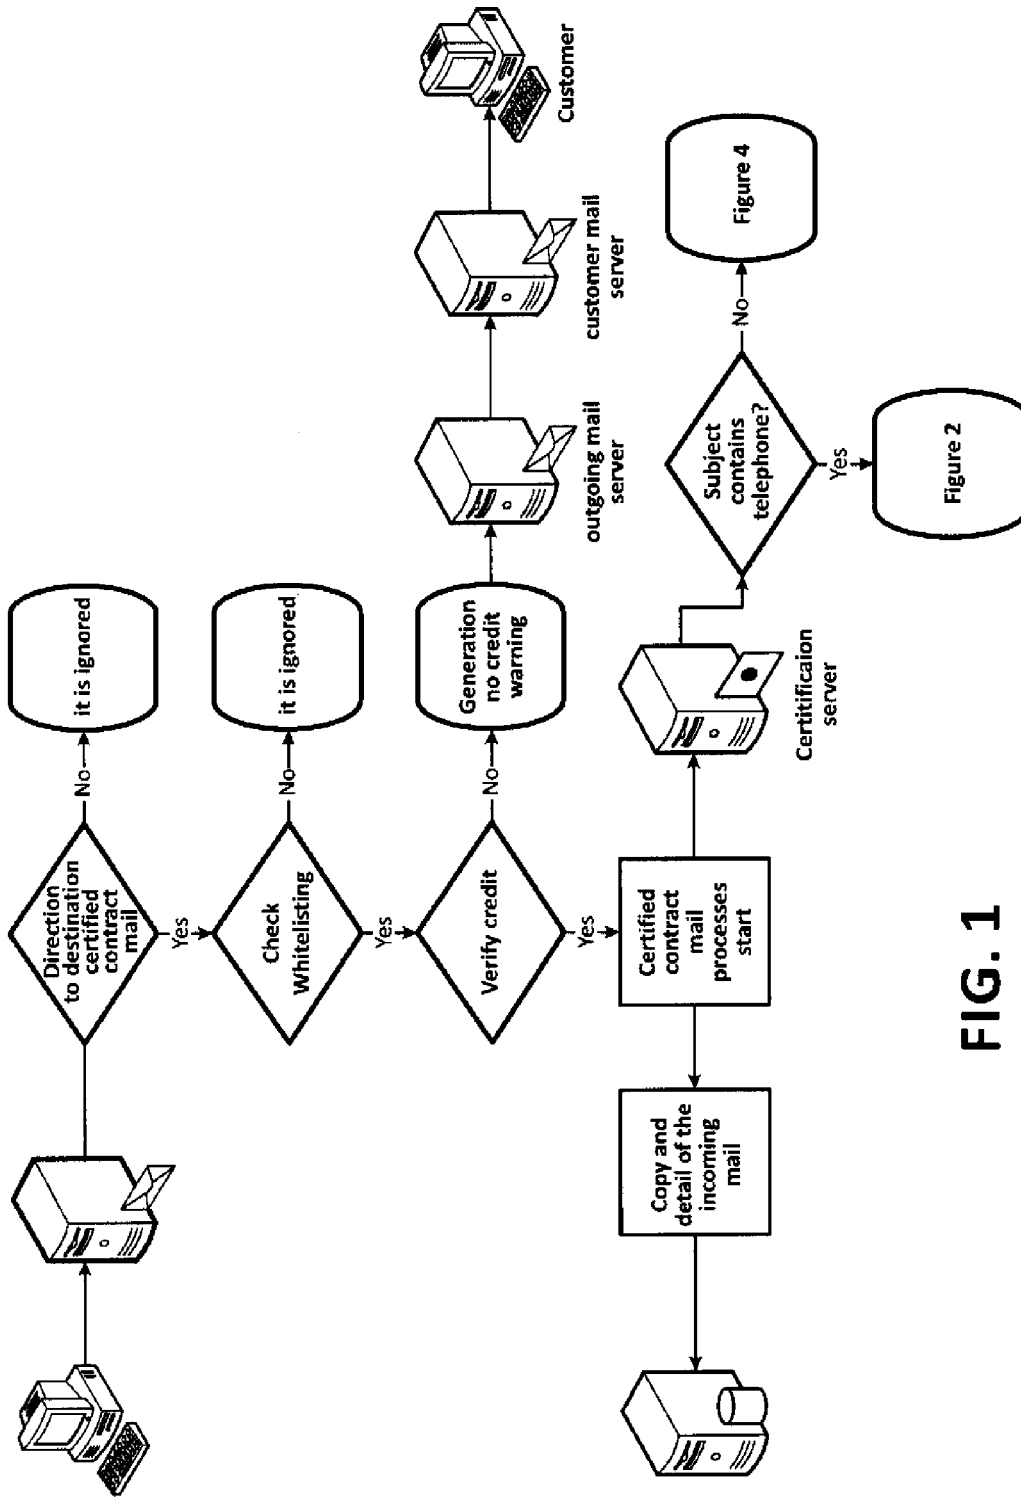 Direction
to destination
certified
contract
mail
No
it is ignored
Yes
Check
Whitelisting
No
it is ignored
Yes
Verify credit
No
Generation
no credit
warning
outgoing mail
server
customer mail
server
Customer
Yes
Certified
contract
mail
processes
start
Copy and
detail of the
incoming
mail
Certitificaion
server
Subject
contains
telephone?
No
Figure 4
Yes
Figure 2
FIG. 1